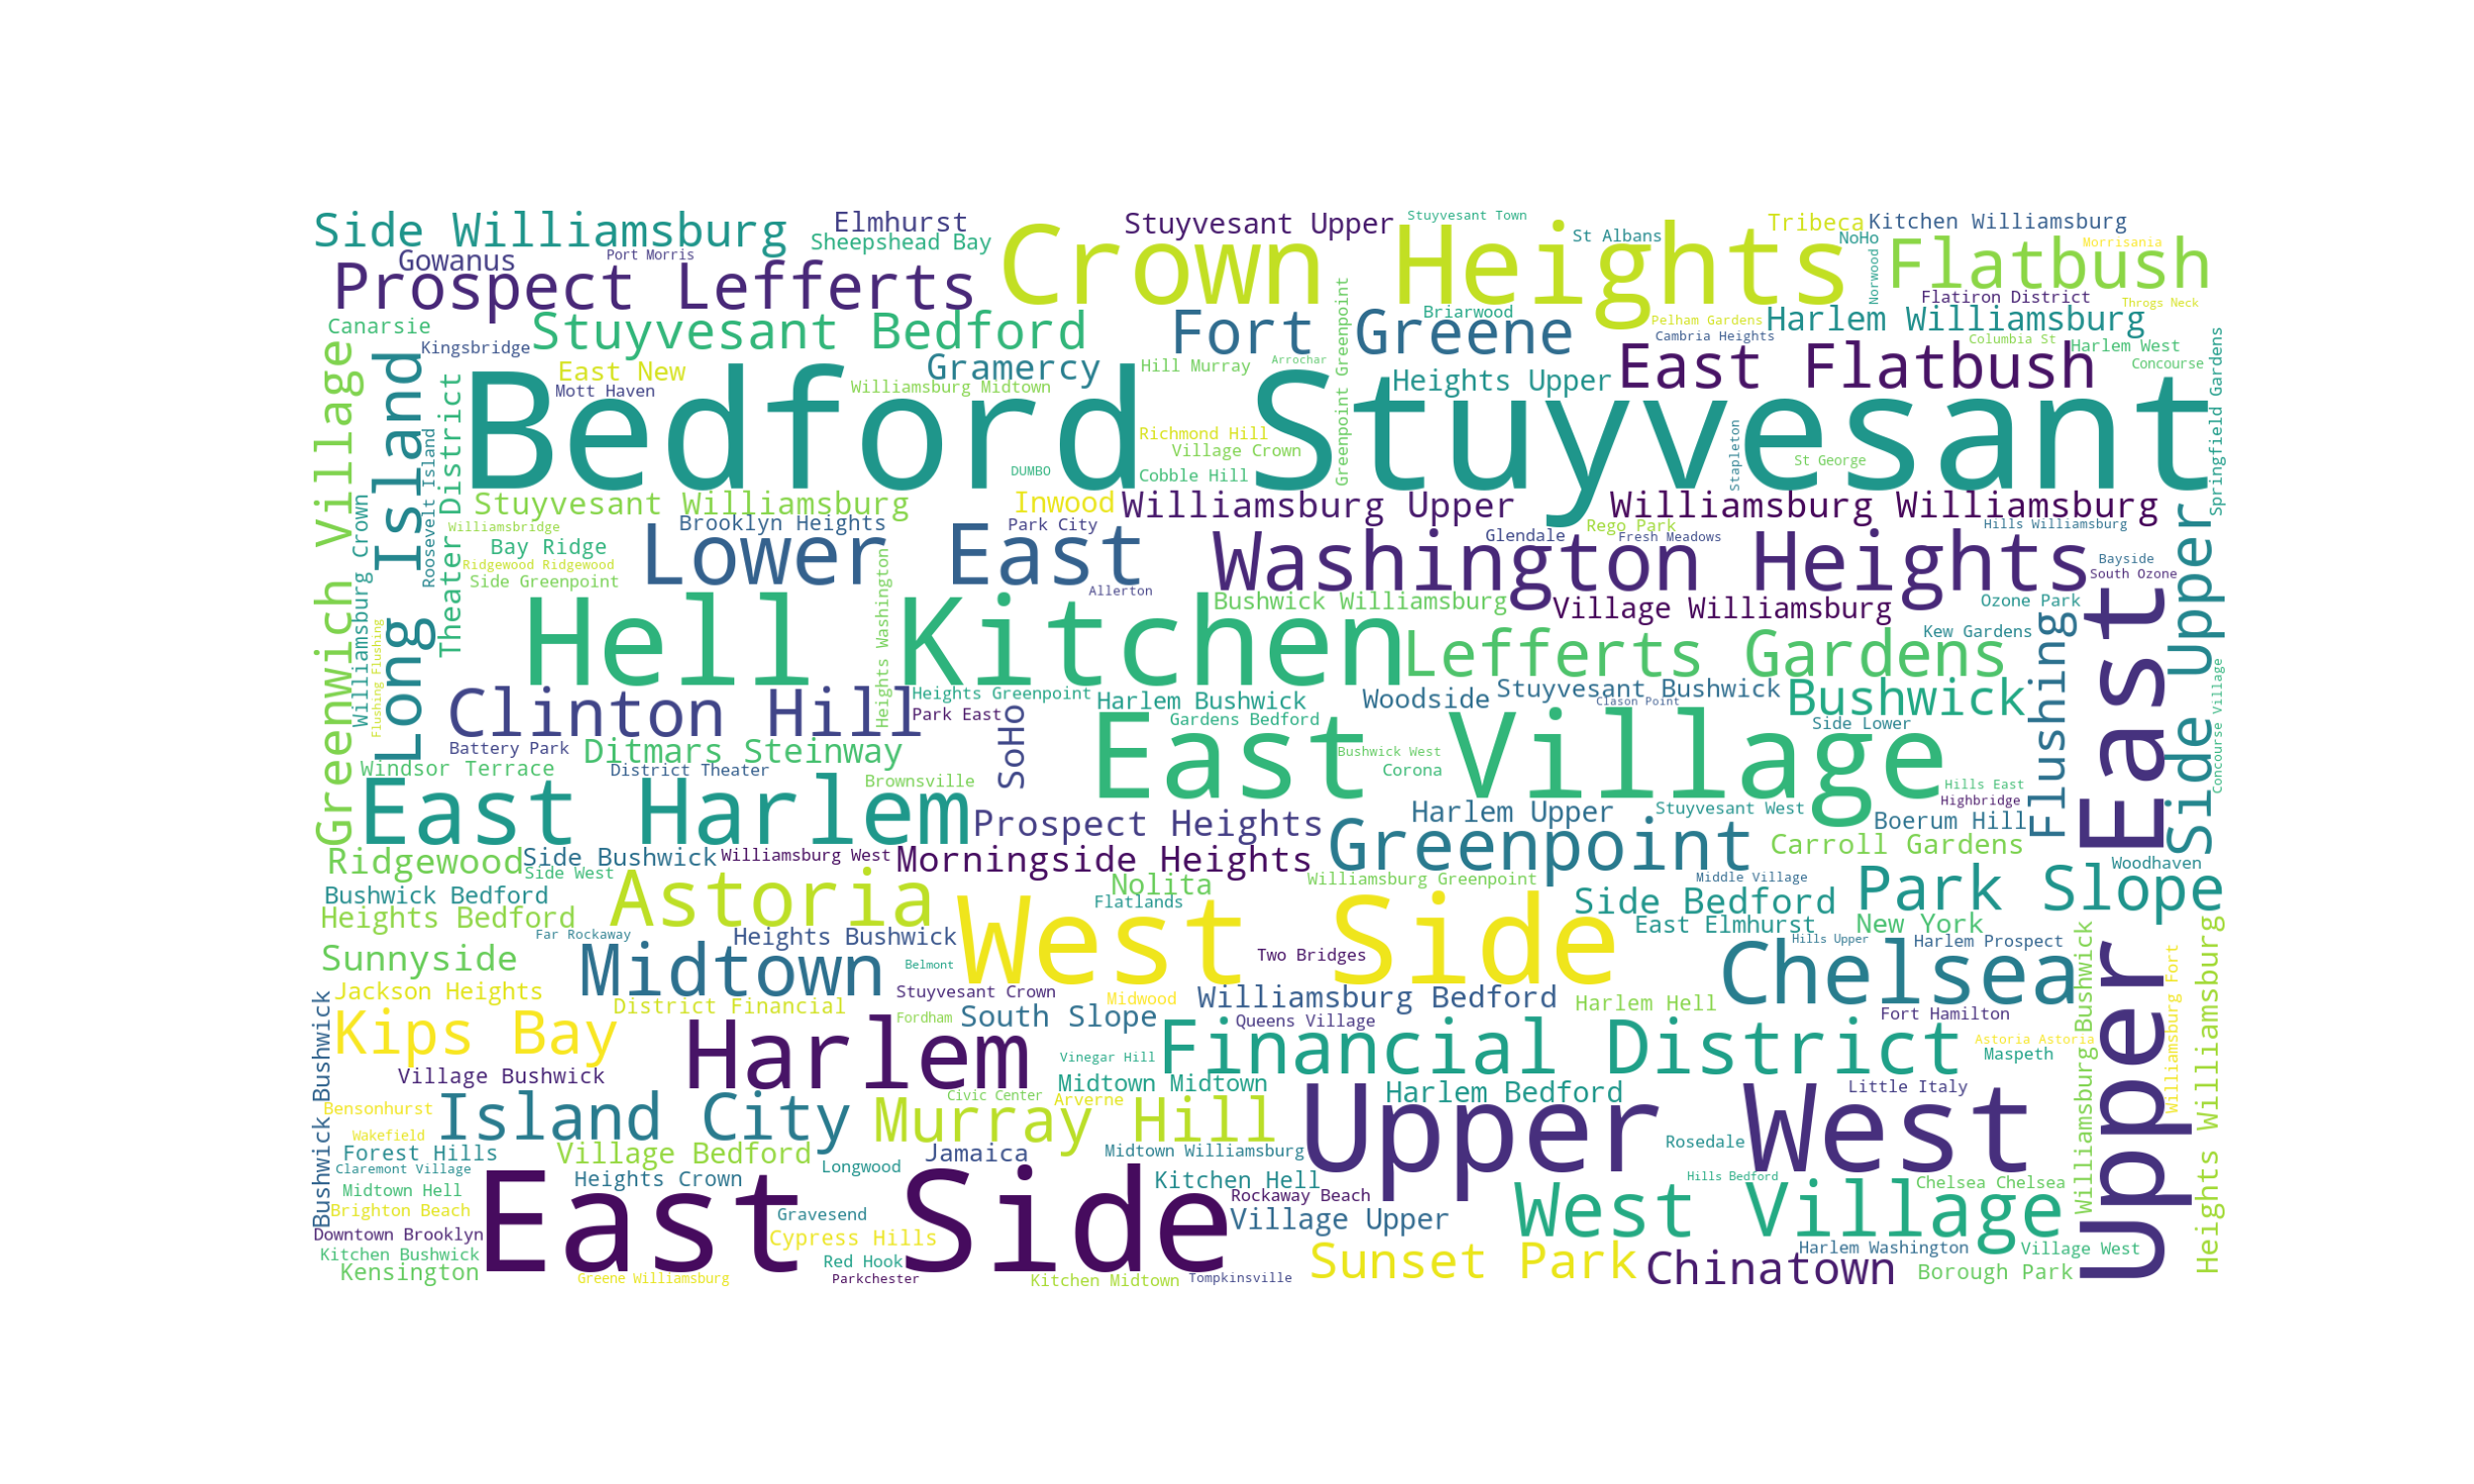 Side Williamsburg
Elmhurst
Stuyvesant Upper
Stuyvesant Town
Tribeca
Kitchen Williamsburg
Sheepshead Bay
Crown Heights
St Albans
NoHo
Flatbush
Morrisania
Gowanus
Port Morris
Prospect Lefferts
Norwood
Flatiron District
Throgs Neck
Canarsie
Stuyvesant Bedford
Fort Greene
Greenpoint Greenpoint
Briarwood
Pelham Gardens
Harlem Williamsburg
Cambria Heights
Columbia St
Harlem West
Kingsbridge
East New
Gramercy
Hill Murray
Arrochar
East Flatbush
Concourse
Springfield Gardens
Mott Haven
Williamsburg Midtown
Heights Upper
Greenwich Village
Long Island
Roosevelt Island
Theater District
Bedford Stuyvesant
Richmond Hill
Village Crown
DUMBO
Cobble Hill
Stapleton
St George
Stuyvesant Williamsburg
Inwood
Williamsburg Upper
Williamsburg Williamsburg
Williamsburg Crown
Williamsbridge
Brooklyn Heights
Park City
Glendale
Rego Park
Fresh Meadows
Hills Williamsburg
Bay Ridge
Lower East
Washington Heights
Bayside
South Ozone
Ridgewood Ridgewood
Side Greenpoint
Heights Washington
Allerton
Side Upper
Flushing Flushing
Hell Kitchen
Bushwick Williamsburg
Village Williamsburg
Ozone Park
Lefferts Gardens
Kew Gardens
Flushing
Concourse Village
Clinton Hill
Heights Greenpoint
Park East
Harlem Bushwick
Woodside
Stuyvesant Bushwick
Clason Point
Bushwick
Gardens Bedford
Side Lower
Battery Park
Ditmars Steinway
SoHo
East Village
Bushwick West
Windsor Terrace
District Theater
Corona
Brownsville
Hills East
East Harlem
Prospect Heights
Harlem Upper
Stuyvesant West
Highbridge
Greenpoint
Boerum Hill
Carroll Gardens
Ridgewood
Side Bushwick
Williamsburg West
Morningside Heights
Woodhaven
Side West
Astoria
Nolita
Williamsburg Greenpoint
Middle Village
Park Slope
Bushwick Bedford
Flatlands
Side Bedford
Heights Bedford
West Side
East Elmhurst
New York
Far Rockaway
Heights Bushwick
Hills Upper
Harlem Prospect
Sunnyside
Midtown
Belmont
Two Bridges
Chelsea
Williamsburg Bushwick
Williamsburg Fort
Heights Williamsburg
Jackson Heights
Stuyvesant Crown
Midwood
Williamsburg Bedford
Bushwick Bushwick
District Financial
Harlem Hell
Kips Bay
Fordham
South Slope
Queens Village
Fort Hamilton
Harlem
Financial District
Astoria Astoria
Maspeth
Vinegar Hill
Village Bushwick
Midtown Midtown
Harlem Bedford
Little Italy
Civic Center
Arverne
Upper East
Bensonhurst
Island City
Murray Hill
Upper West
Wakefield
Forest Hills
Village Bedford
Jamaica
Midtown Williamsburg
Rosedale
Claremont Village
Longwood
Heights Crown
Kitchen Hell
Hills Bedford
Chelsea Chelsea
Midtown Hell
East Side
Rockaway Beach
West Village
Brighton Beach
Gravesend
Village Upper
Downtown Brooklyn
Cypress Hills
Harlem Washington
Village West
Kitchen Bushwick
Red Hook
Sunset Park
Chinatown
Kensington
Greene Williamsburg
Parkchester
Kitchen Midtown
Tompkinsville
Borough Park